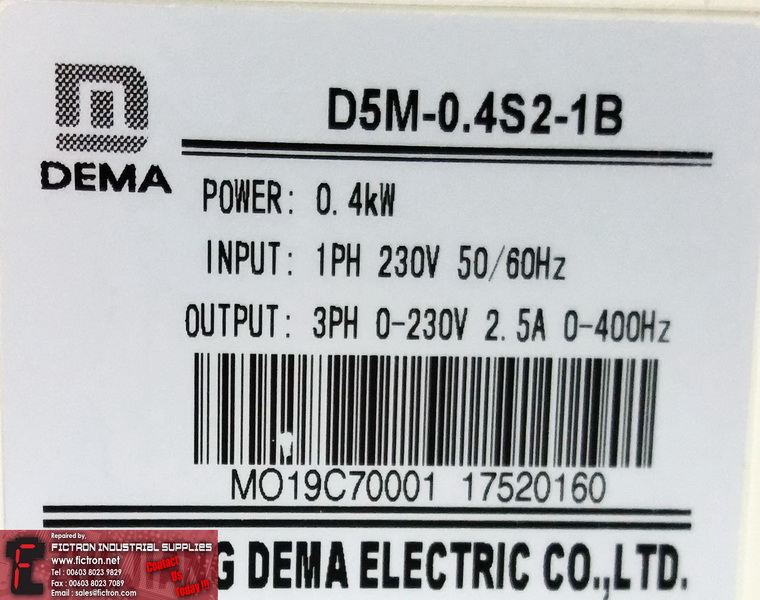 D5M-0.4S2-1B
DEMA
POWER: 0.4kW
INPUT: 1PH 230V 50/60Hz
OUTPUT: 3PH 0-230V 2.5A 0-400Hz
MO19C70001 17520160
G DEMA ELECTRIC CO.,LTD.
Repaired by,
FICTRON INDUSTRIAL SUPPLIES
www.fictron.net
Tel : 00603 8023 9829
Fax : 00603 8023 7089
Email : sales@fictron.com
Contact
Us
Today !!!